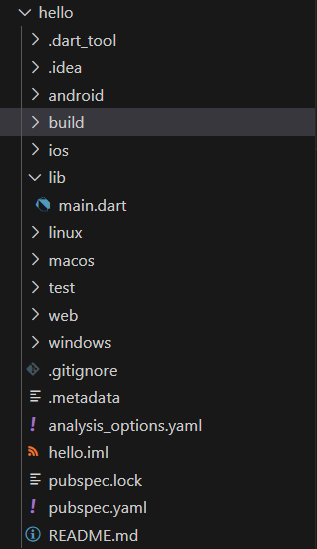 hello
.dart_tool
.idea
android
build
ios
lib
main.dart
linux
macos
test
web
windows
.gitignore
.metadata
analysis_options.yaml
hello.iml
pubspec.lock
pubspec.yaml
README.md